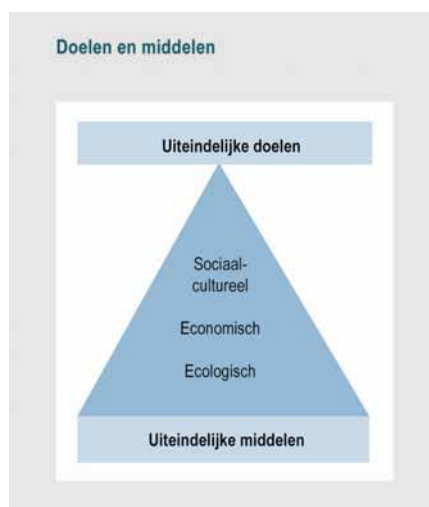 Doelen en middelen
Uiteindelijke doelen
Sociaal-
cultureel
Economisch
Ecologisch
Uiteindelijke middelen